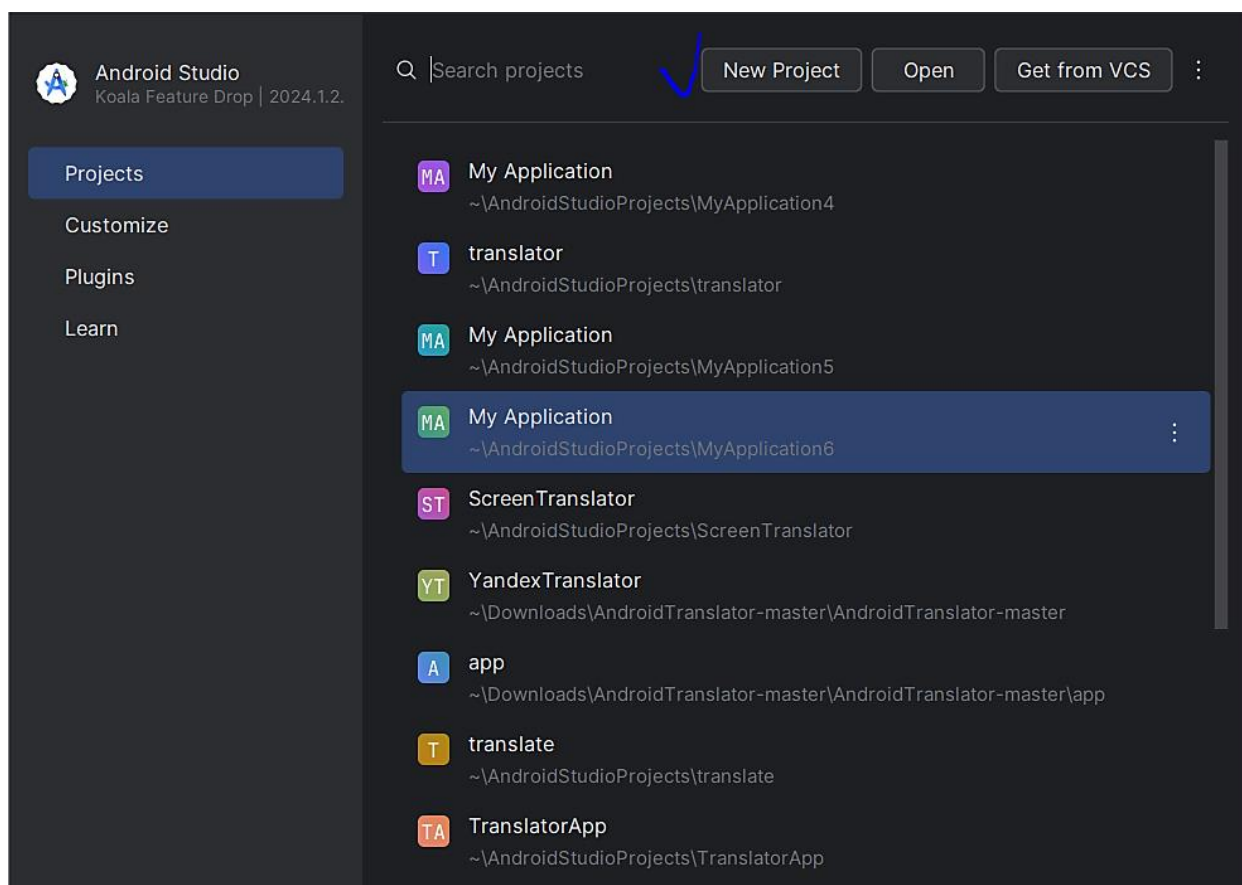 Android Studio
Koala Feature Drop | 2024.1.2.
Projects
Customize
Plugins
Learn
Search projects
New Project
Open
Get from VCS
MA
My Application
~\AndroidStudioProjects\MyApplication4
T
translator
~\AndroidStudioProjects\translator
MA
My Application
~\AndroidStudioProjects\MyApplication5
MA
My Application
~\AndroidStudioProjects\MyApplication6
ST
ScreenTranslator
~\AndroidStudioProjects\ScreenTranslator
YT
YandexTranslator
~\Downloads\AndroidTranslator-master\AndroidTranslator-master
A
app
~\Downloads\AndroidTranslator-master\AndroidTranslator-master\app
T
translate
~\AndroidStudioProjects\translate
TA
TranslatorApp
~\AndroidStudioProjects\TranslatorApp